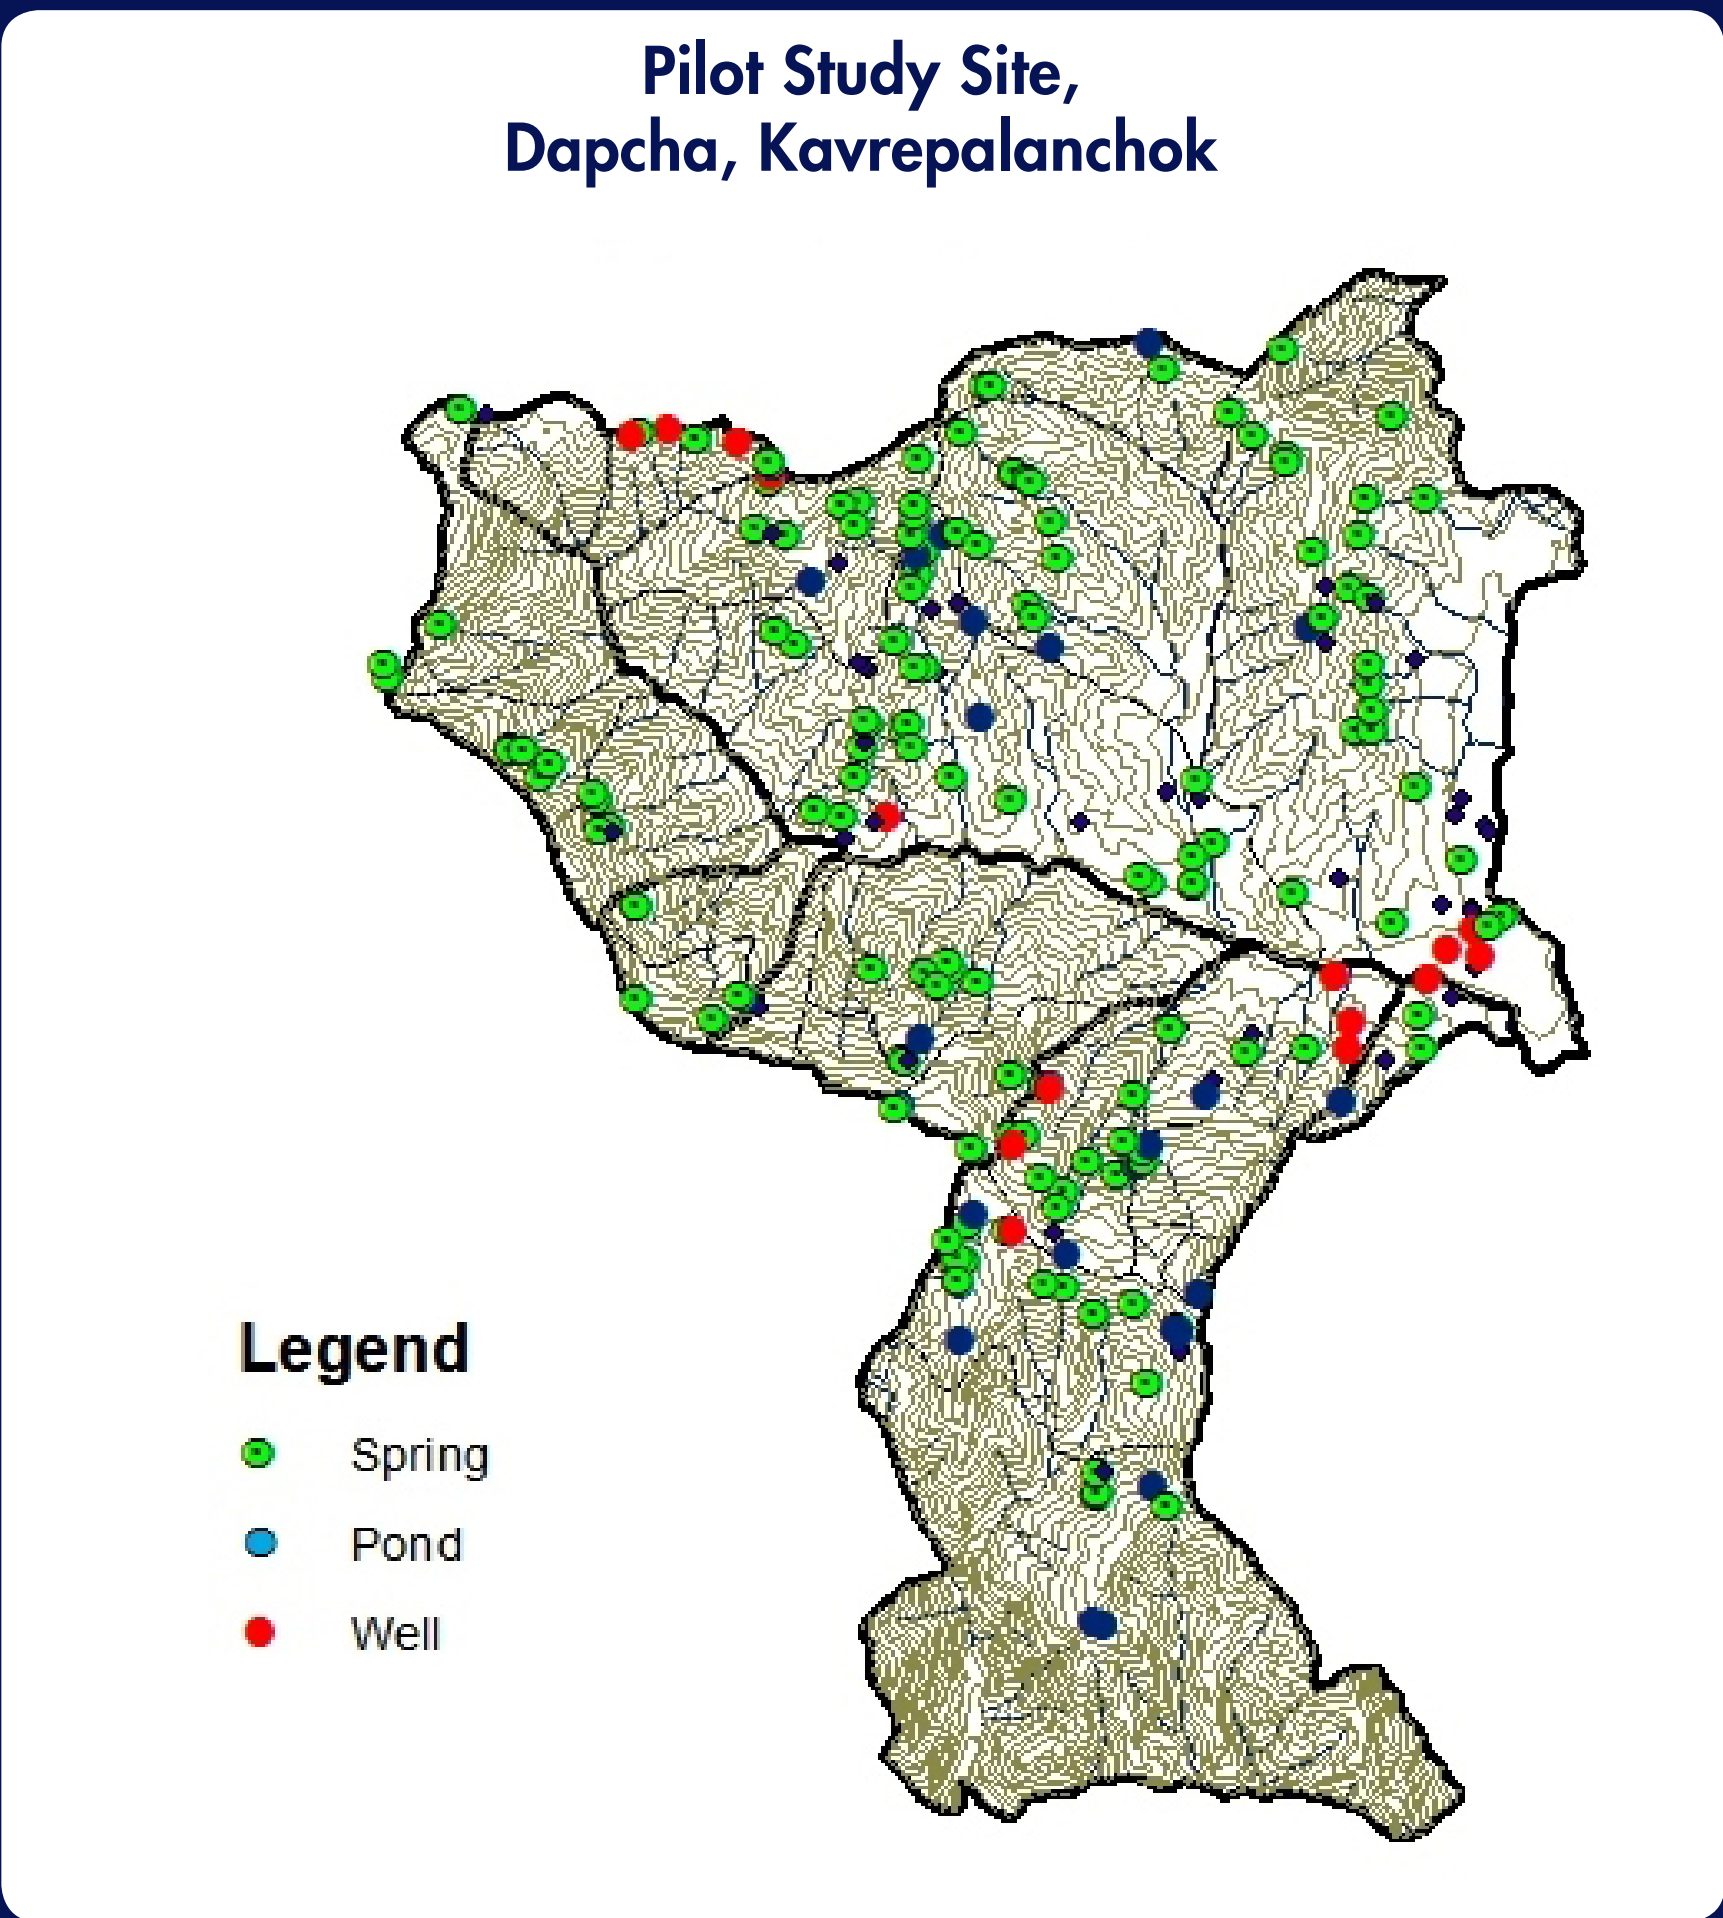 Pilot Study Site,
Dapcha, Kavrepalanchok
Legend
Spring
Pond
Well